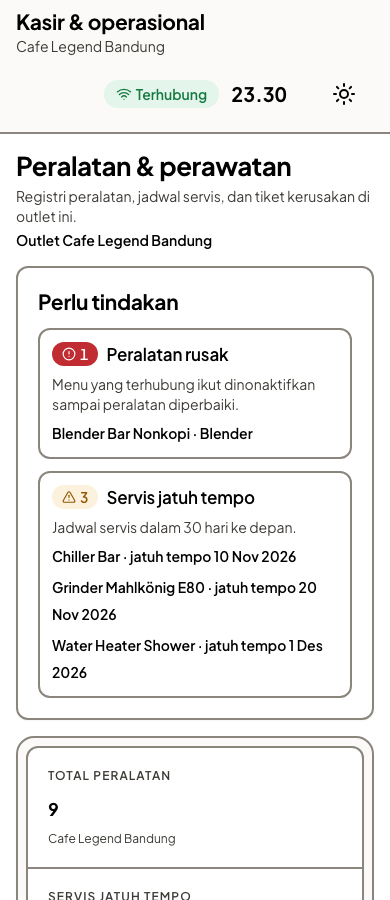 Kasir & operasional
Cafe Legend Bandung
Terhubung 23.30
Peralatan & perawatan
Registri peralatan, jadwal servis, dan tiket kerusakan di
outlet ini.
Outlet Cafe Legend Bandung
Perlu tindakan
1 Peralatan rusak
Menu yang terhubung ikut dinonaktifkan
sampai peralatan diperbaiki.
Blender Bar Nonkopi · Blender
3 Servis jatuh tempo
Jadwal servis dalam 30 hari ke depan.
Chiller Bar · jatuh tempo 10 Nov 2026
Grinder Mahlkönig E80 · jatuh tempo 20
Nov 2026
Water Heater Shower · jatuh tempo 1 Des
2026
TOTAL PERALATAN
9
Cafe Legend Bandung
SERVIS JATUH TEMPO